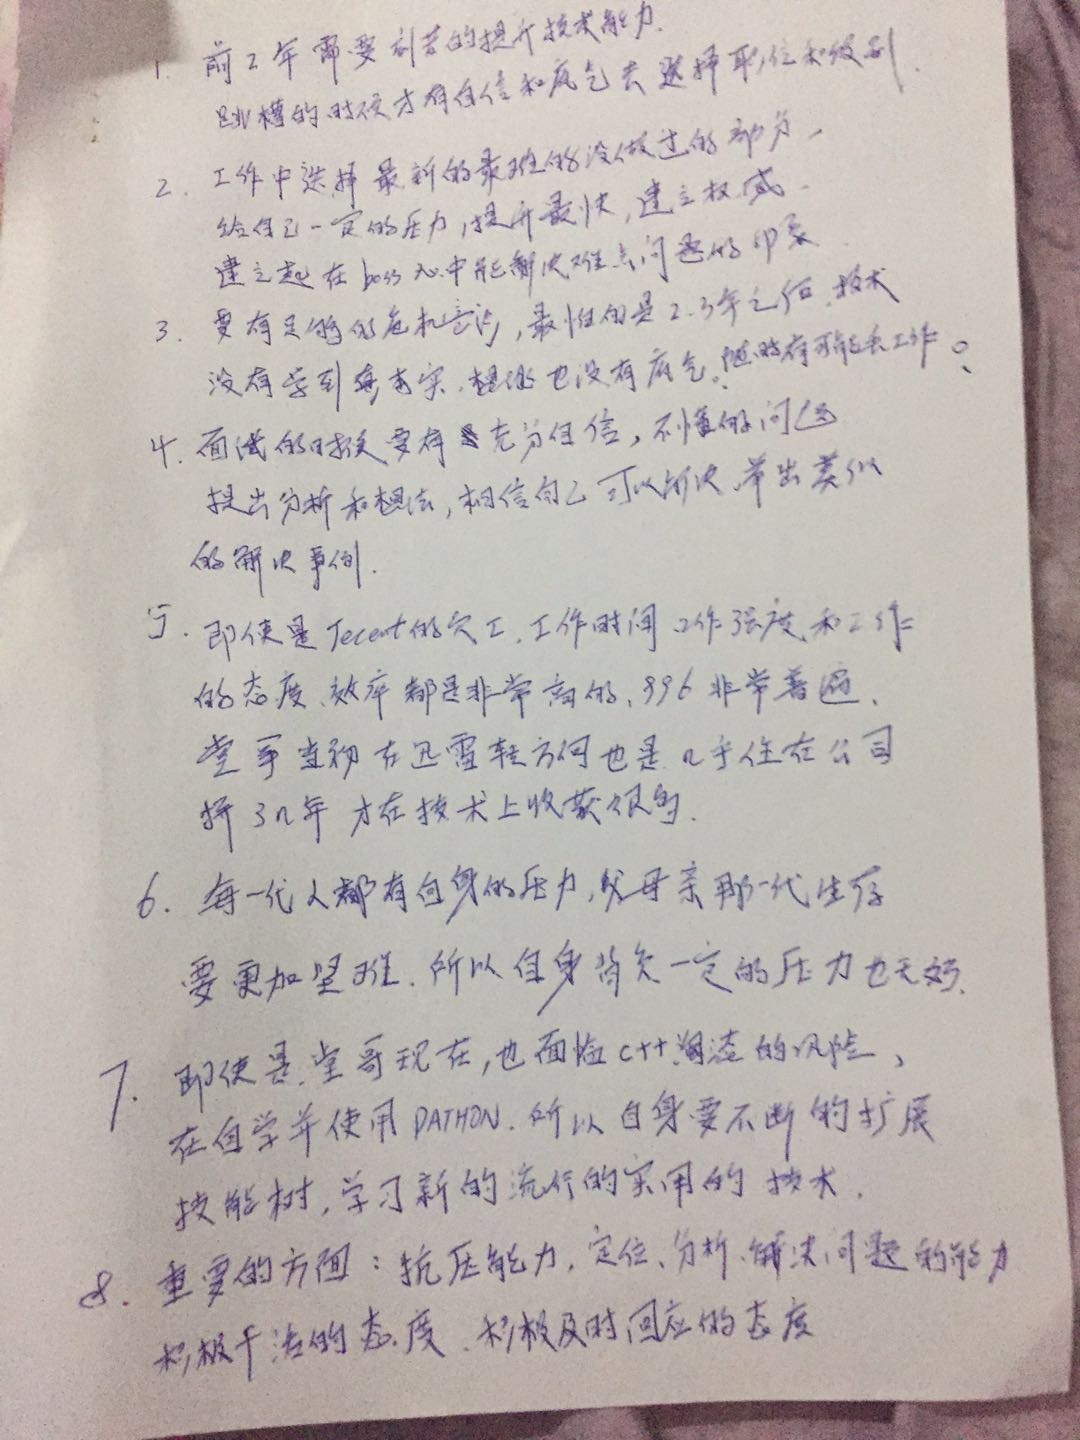 1. 前2年需要刻苦的提升技术能力.
跳槽的时候才有自信和底气去选择职位和级别.
2. 工作中选择最新的最难的没做过的部分,
给自己一定的压力,提升最快,建立权威.
建立起在boss心中能解决难点问题的印象.
3. 要有足够的危机意识,最怕的是2.3年之后.技术
没有学到真本实.想跳也没有底气。随时有可能丢工作。
4. 面试的时候要有充分自信,不懂的问题
提出分析和想法,相信自己可以解决.举出类似
的解决事例.
5. 即使是Tecent的员工.工作时间工作强度和工作
的态度、效率都是非常高的、996非常普遍.
堂哥当初在迅雷 也是几乎住在公司
拼3几年才在技术上收获很多.
6. 每一代人都有自身的压力,父母亲那一代生存
要更加坚难.所以自身背负一定的压力也无妨.
7. 即使是堂哥现在,也面临c++淘汰的风险、
在自学并使用PATHON.所以自身要不断的扩展
技能树,学习新的流行的实用的技术.
8. 重要的方面:抗压能力,定位、分析、解决问题的能力
积极干活的态度、积极及时回应的态度